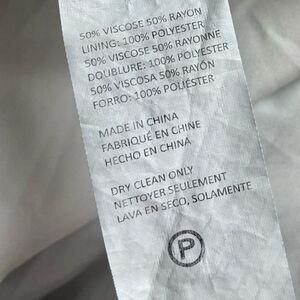 50% VISCOSE 50% RAYON
LINING: 100% POLYESTER
50% VISCOSE 50% RAYONNE
DOUBLURE: 100% POLYESTER
50% VISCOSA 50% RAYÓN
FORRO: 100% POLIÉSTER
MADE IN CHINA
FABRIQUÉ EN CHINE
HECHO EN CHINA
DRY CLEAN ONLY
NETTOYER SEULEMENT
LAVA EN SECO, SOLAMENTE
P